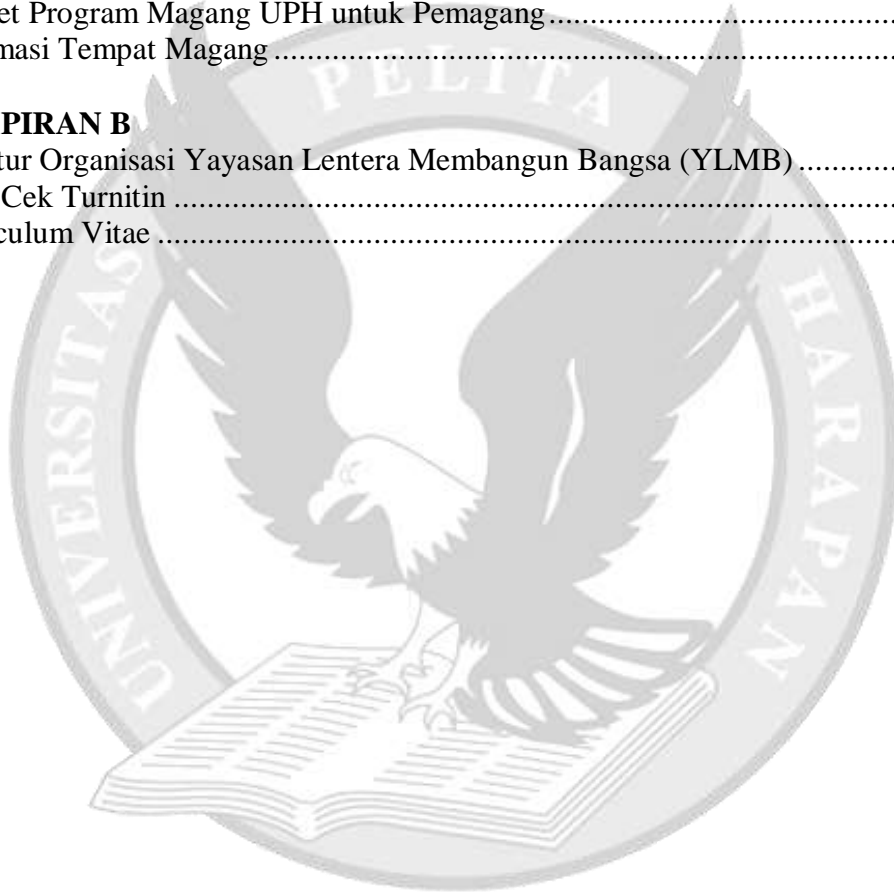 et Program Magang UPH untuk Pemagang
masi Tempat Magang
PIRAN B
tur Organisasi Yayasan Lentera Membangun Bangsa (YLMB)
Cek Turnitin
culum Vitae
UNIVERSITAS PELITA HARAPAN